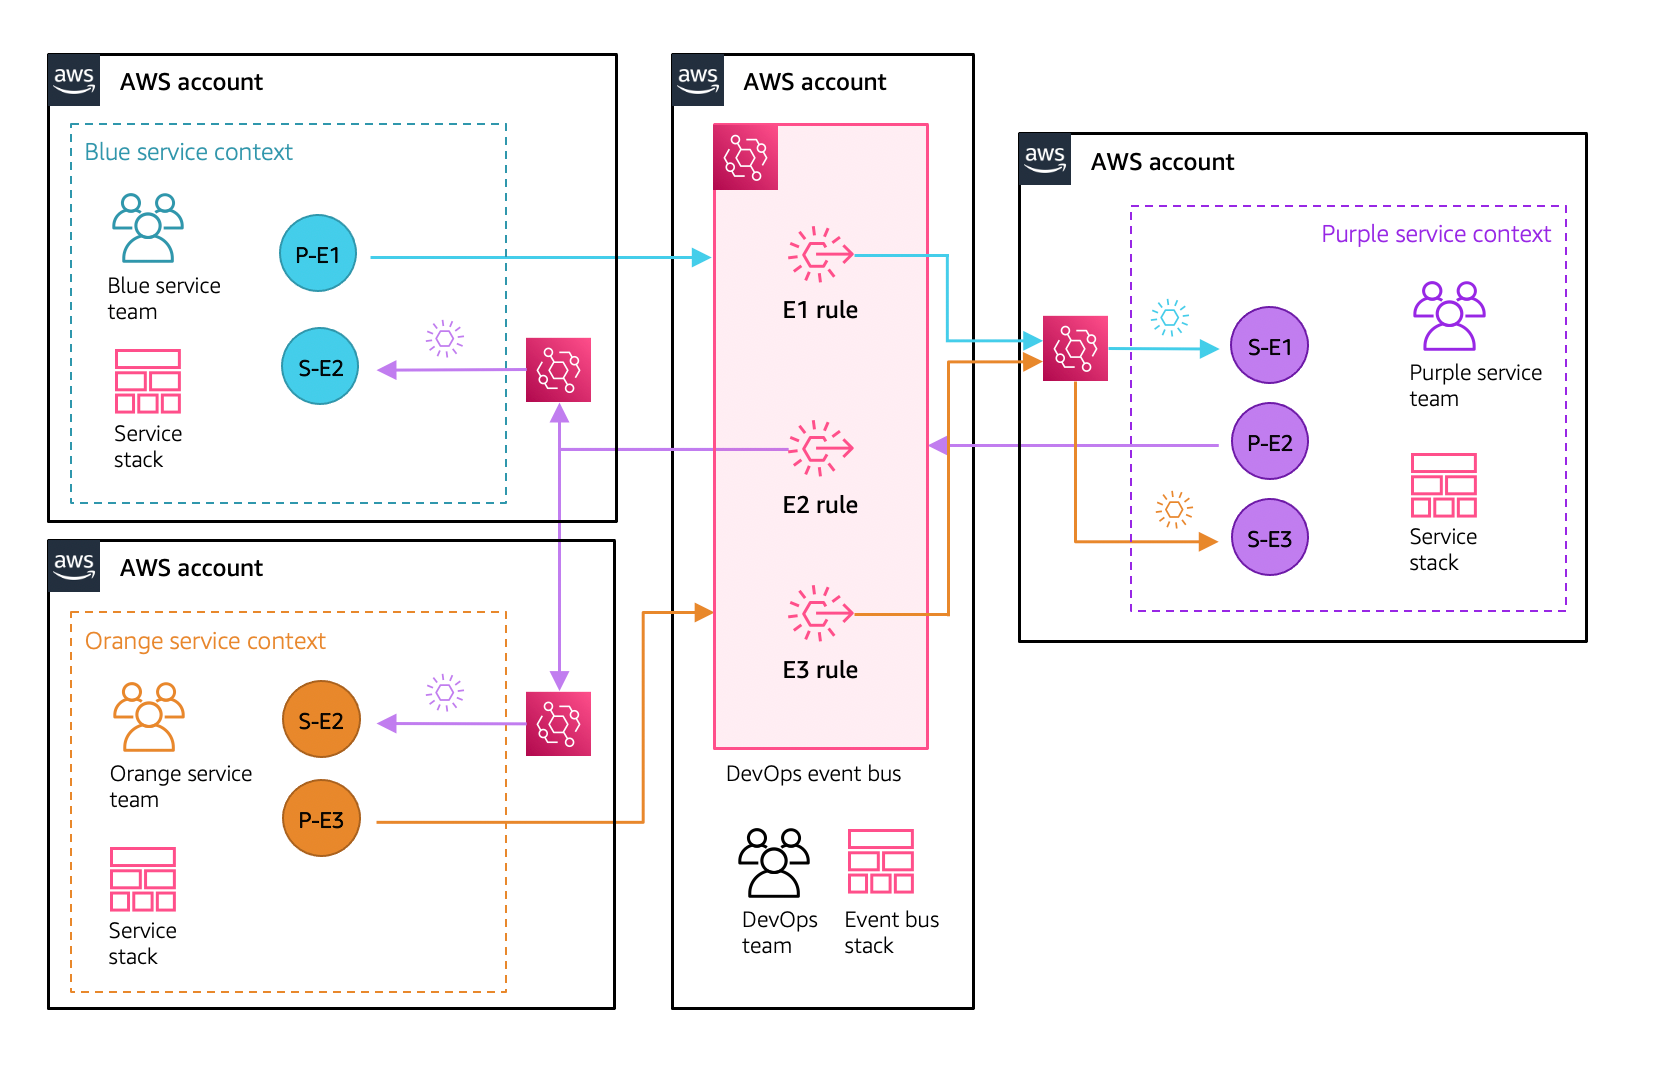 aws
AWS account
Blue service context
P-E1
Blue service
team
S-E2
Service
stack
aws
AWS account
Orange service context
S-E2
Orange service
team
P-E3
Service
stack
aws
AWS account
E1 rule
E2 rule
E3 rule
DevOps event bus
DevOps
team
Event bus
stack
aws
AWS account
Purple service context
S-E1
Purple service
team
P-E2
S-E3
Service
stack